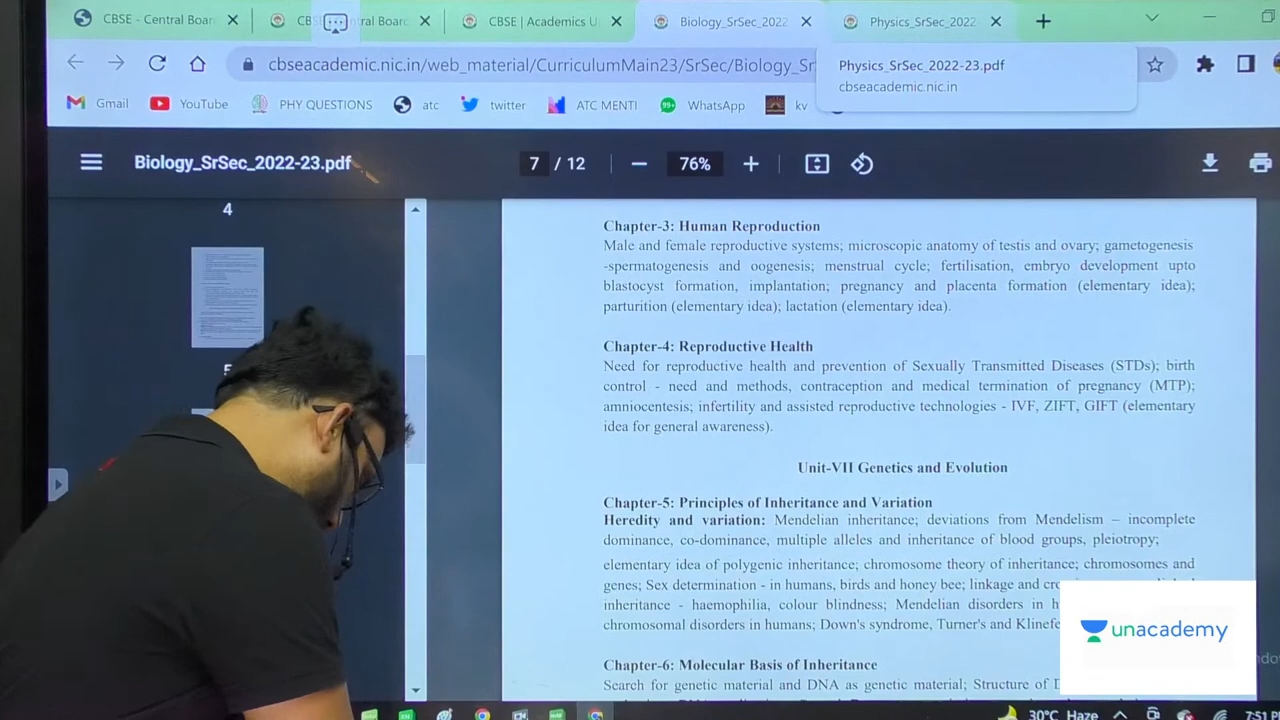 CBSE - Central Boar
CBS
ntral Board
CBSE | Academics U
Biology_SrSec_2022
Physics_SrSec_2022-
cbseacademic.nic.in/web_material/CurriculumMain23/SrSec/Biology_Sr
Physics_SrSec_2022-23.pdf
cbseacademic.nic.in
Gmail
YouTube
PHY QUESTIONS
atc
twitter
ATC MENTI
99+
WhatsApp
kv
Biology_SrSec_2022-23.pdf
7 / 12
76%
4
5
Chapter-3: Human Reproduction
Male and female reproductive systems; microscopic anatomy of testis and ovary; gametogenesis
-spermatogenesis and oogenesis; menstrual cycle; fertilisation, embryo development upto
blastocyst formation, implantation; pregnancy and placenta formation (elementary idea);
parturition (elementary idea); lactation (elementary idea).
Chapter-4: Reproductive Health
Need for reproductive health and prevention of Sexually Transmitted Diseases (STDs); birth
control - need and methods, contraception and medical termination of pregnancy (MTP);
amniocentesis; infertility and assisted reproductive technologies - IVF, ZIFT, GIFT (elementary
idea for general awareness).
Unit-VII Genetics and Evolution
Chapter-5: Principles of Inheritance and Variation
Heredity and variation: Mendelian inheritance; deviations from Mendelism – incomplete
dominance, co-dominance, multiple alleles and inheritance of blood groups, pleiotropy;
elementary idea of polygenic inheritance; chromosome theory of inheritance; chromosomes and
genes; Sex determination - in humans, birds and honey bee; linkage and
inheritance - haemophilia, colour blindness; Mendelian disorders in h
chromosomal disorders in humans; Down's syndrome, Turner's and Klinefe
unacademy
Chapter-6: Molecular Basis of Inheritance
Search for genetic material and DNA as genetic material; Structure of D
30°C Haze
7:51